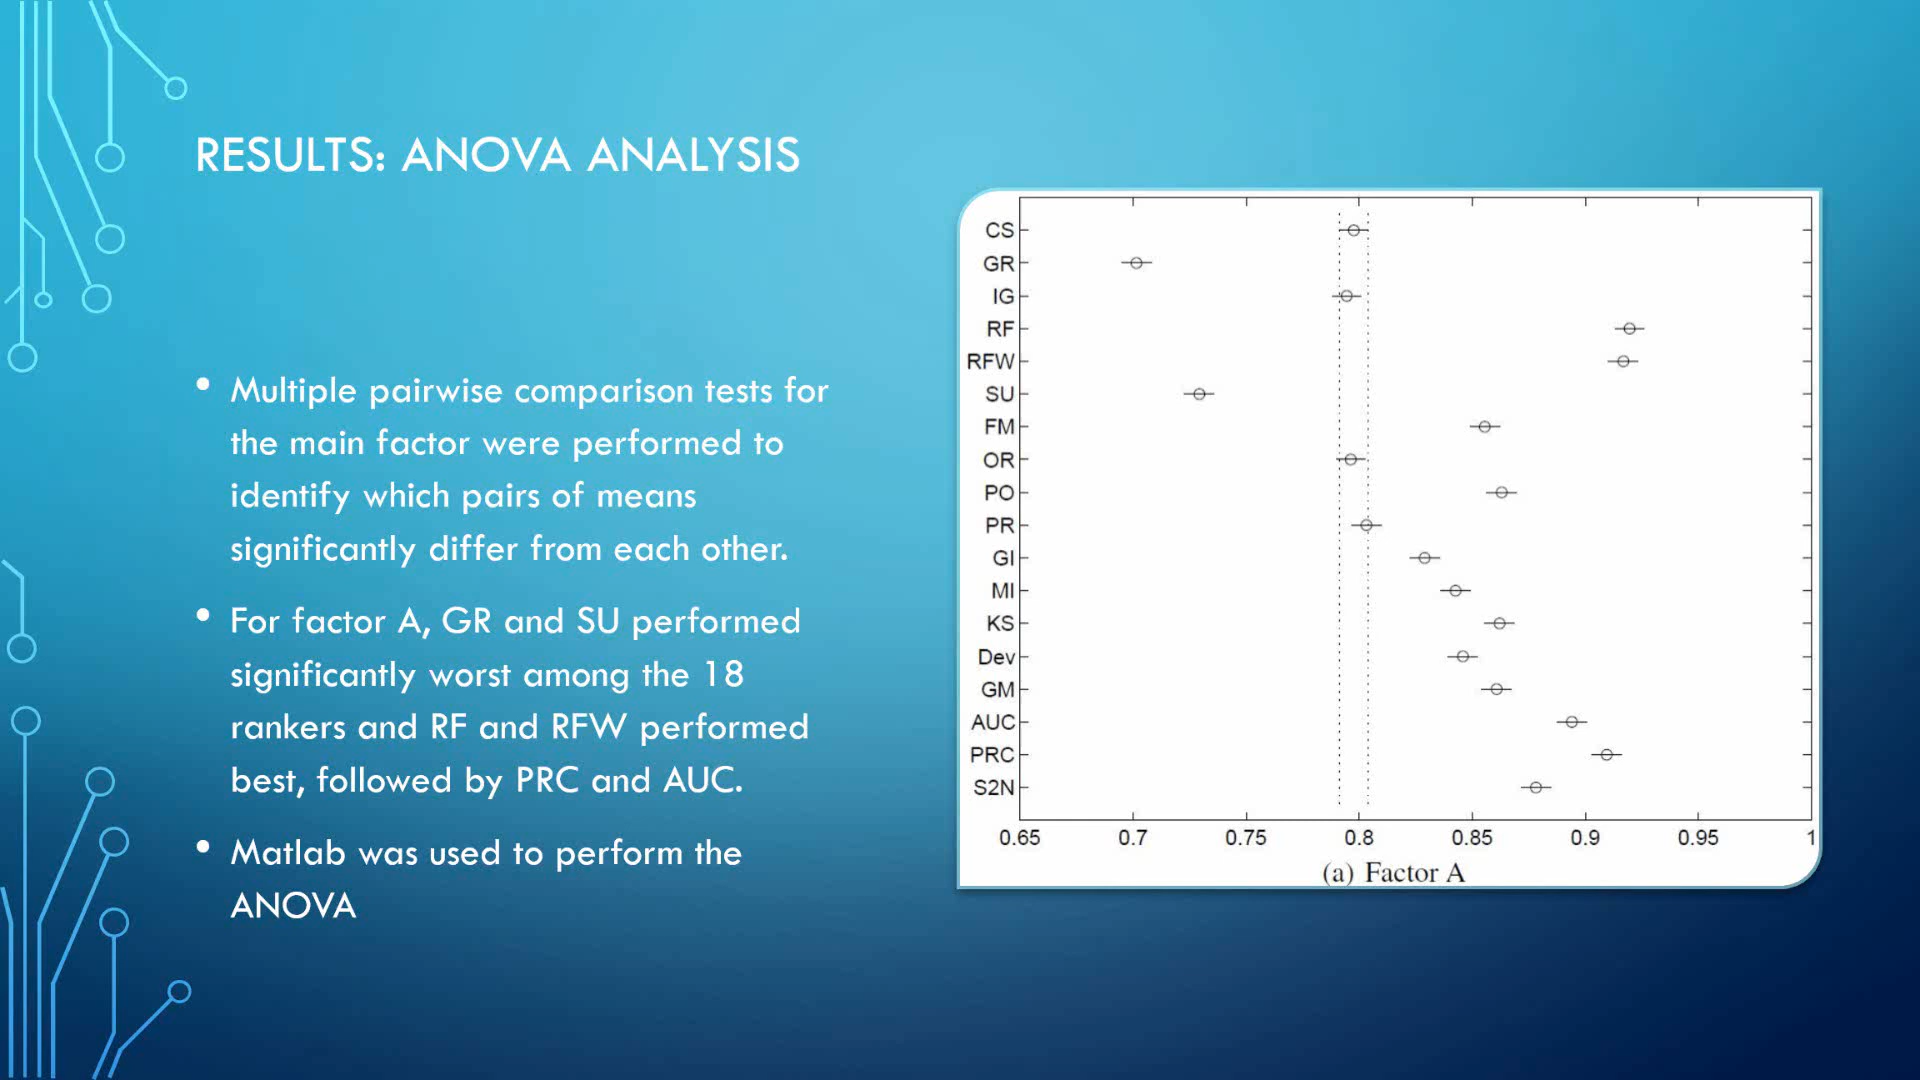 RESULTS: ANOVA ANALYSIS
• Multiple pairwise comparison tests for
the main factor were performed to
identify which pairs of means
significantly differ from each other.
• For factor A, GR and SU performed
significantly worst among the 18
rankers and RF and RFW performed
best, followed by PRC and AUC.
• Matlab was used to perform the
ANOVA
CS
GR
IG
RF
RFW
SU
FM
OR
PO
PR
GI
MI
KS
Dev
GM
AUC
PRC
S2N
0.65 0.7 0.75 0.8 0.85 0.9 0.95 1
(a) Factor A